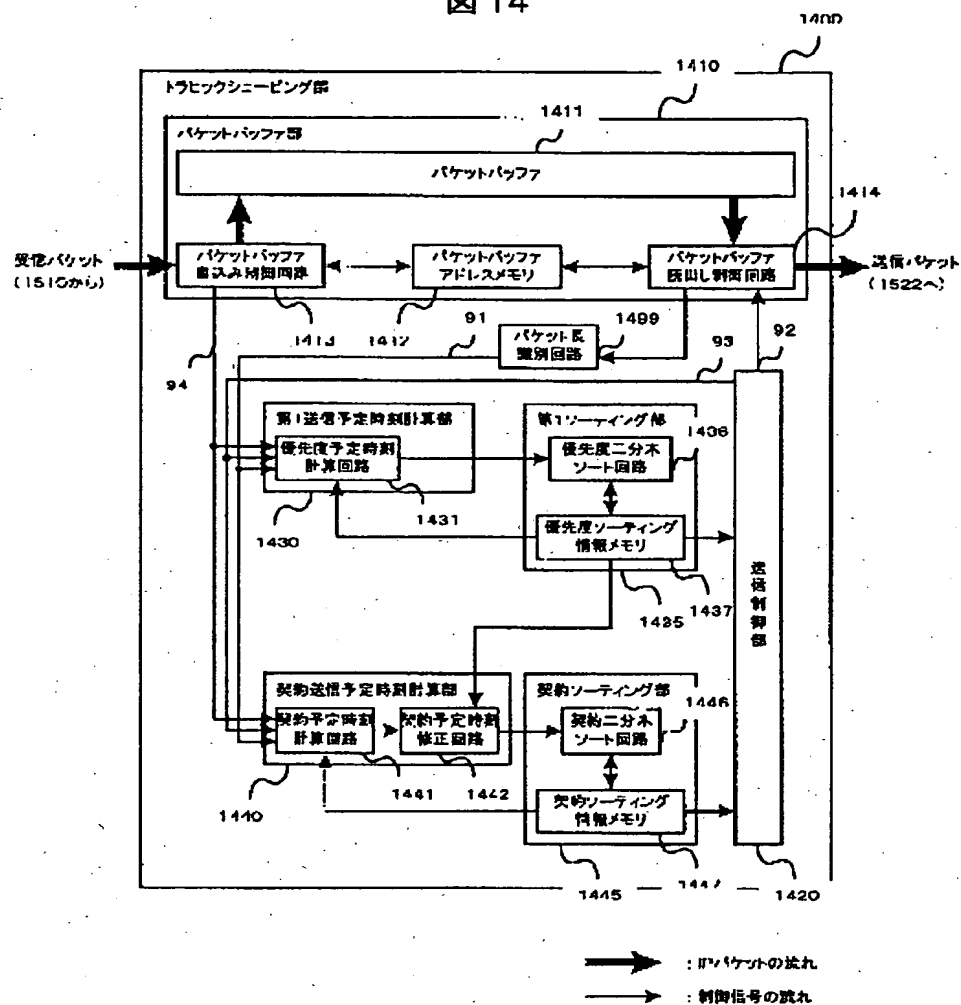 図14
1400
トラヒックシェーピング部
1410
1411
パケットバッファ部
パケットバッファ
1414
受信パケット
(1510から)
パケットバッファ
書込み制御回路
パケットバッファ
アドレスメモリ
パケットバッファ
読出し制御回路
送信パケット
(1522へ)
1413
1412
91
パケット長
識別回路
1499
93
92
94
第1送信予定時刻計算部
優先度予定時刻
計算回路
1431
1430
第1ソーティング部
1436
優先度二分木
ソート回路
優先度ソーティング
情報メモリ
1437
1435
送信制御部
契約送信予定時刻計算部
契約予定時刻
計算回路
契約予定時刻
修正回路
1441
1442
1440
契約ソーティング部
1446
契約二分木
ソート回路
契約ソーティング
情報メモリ
1445
1447
1420
:IPパケットの流れ
:制御信号の流れ